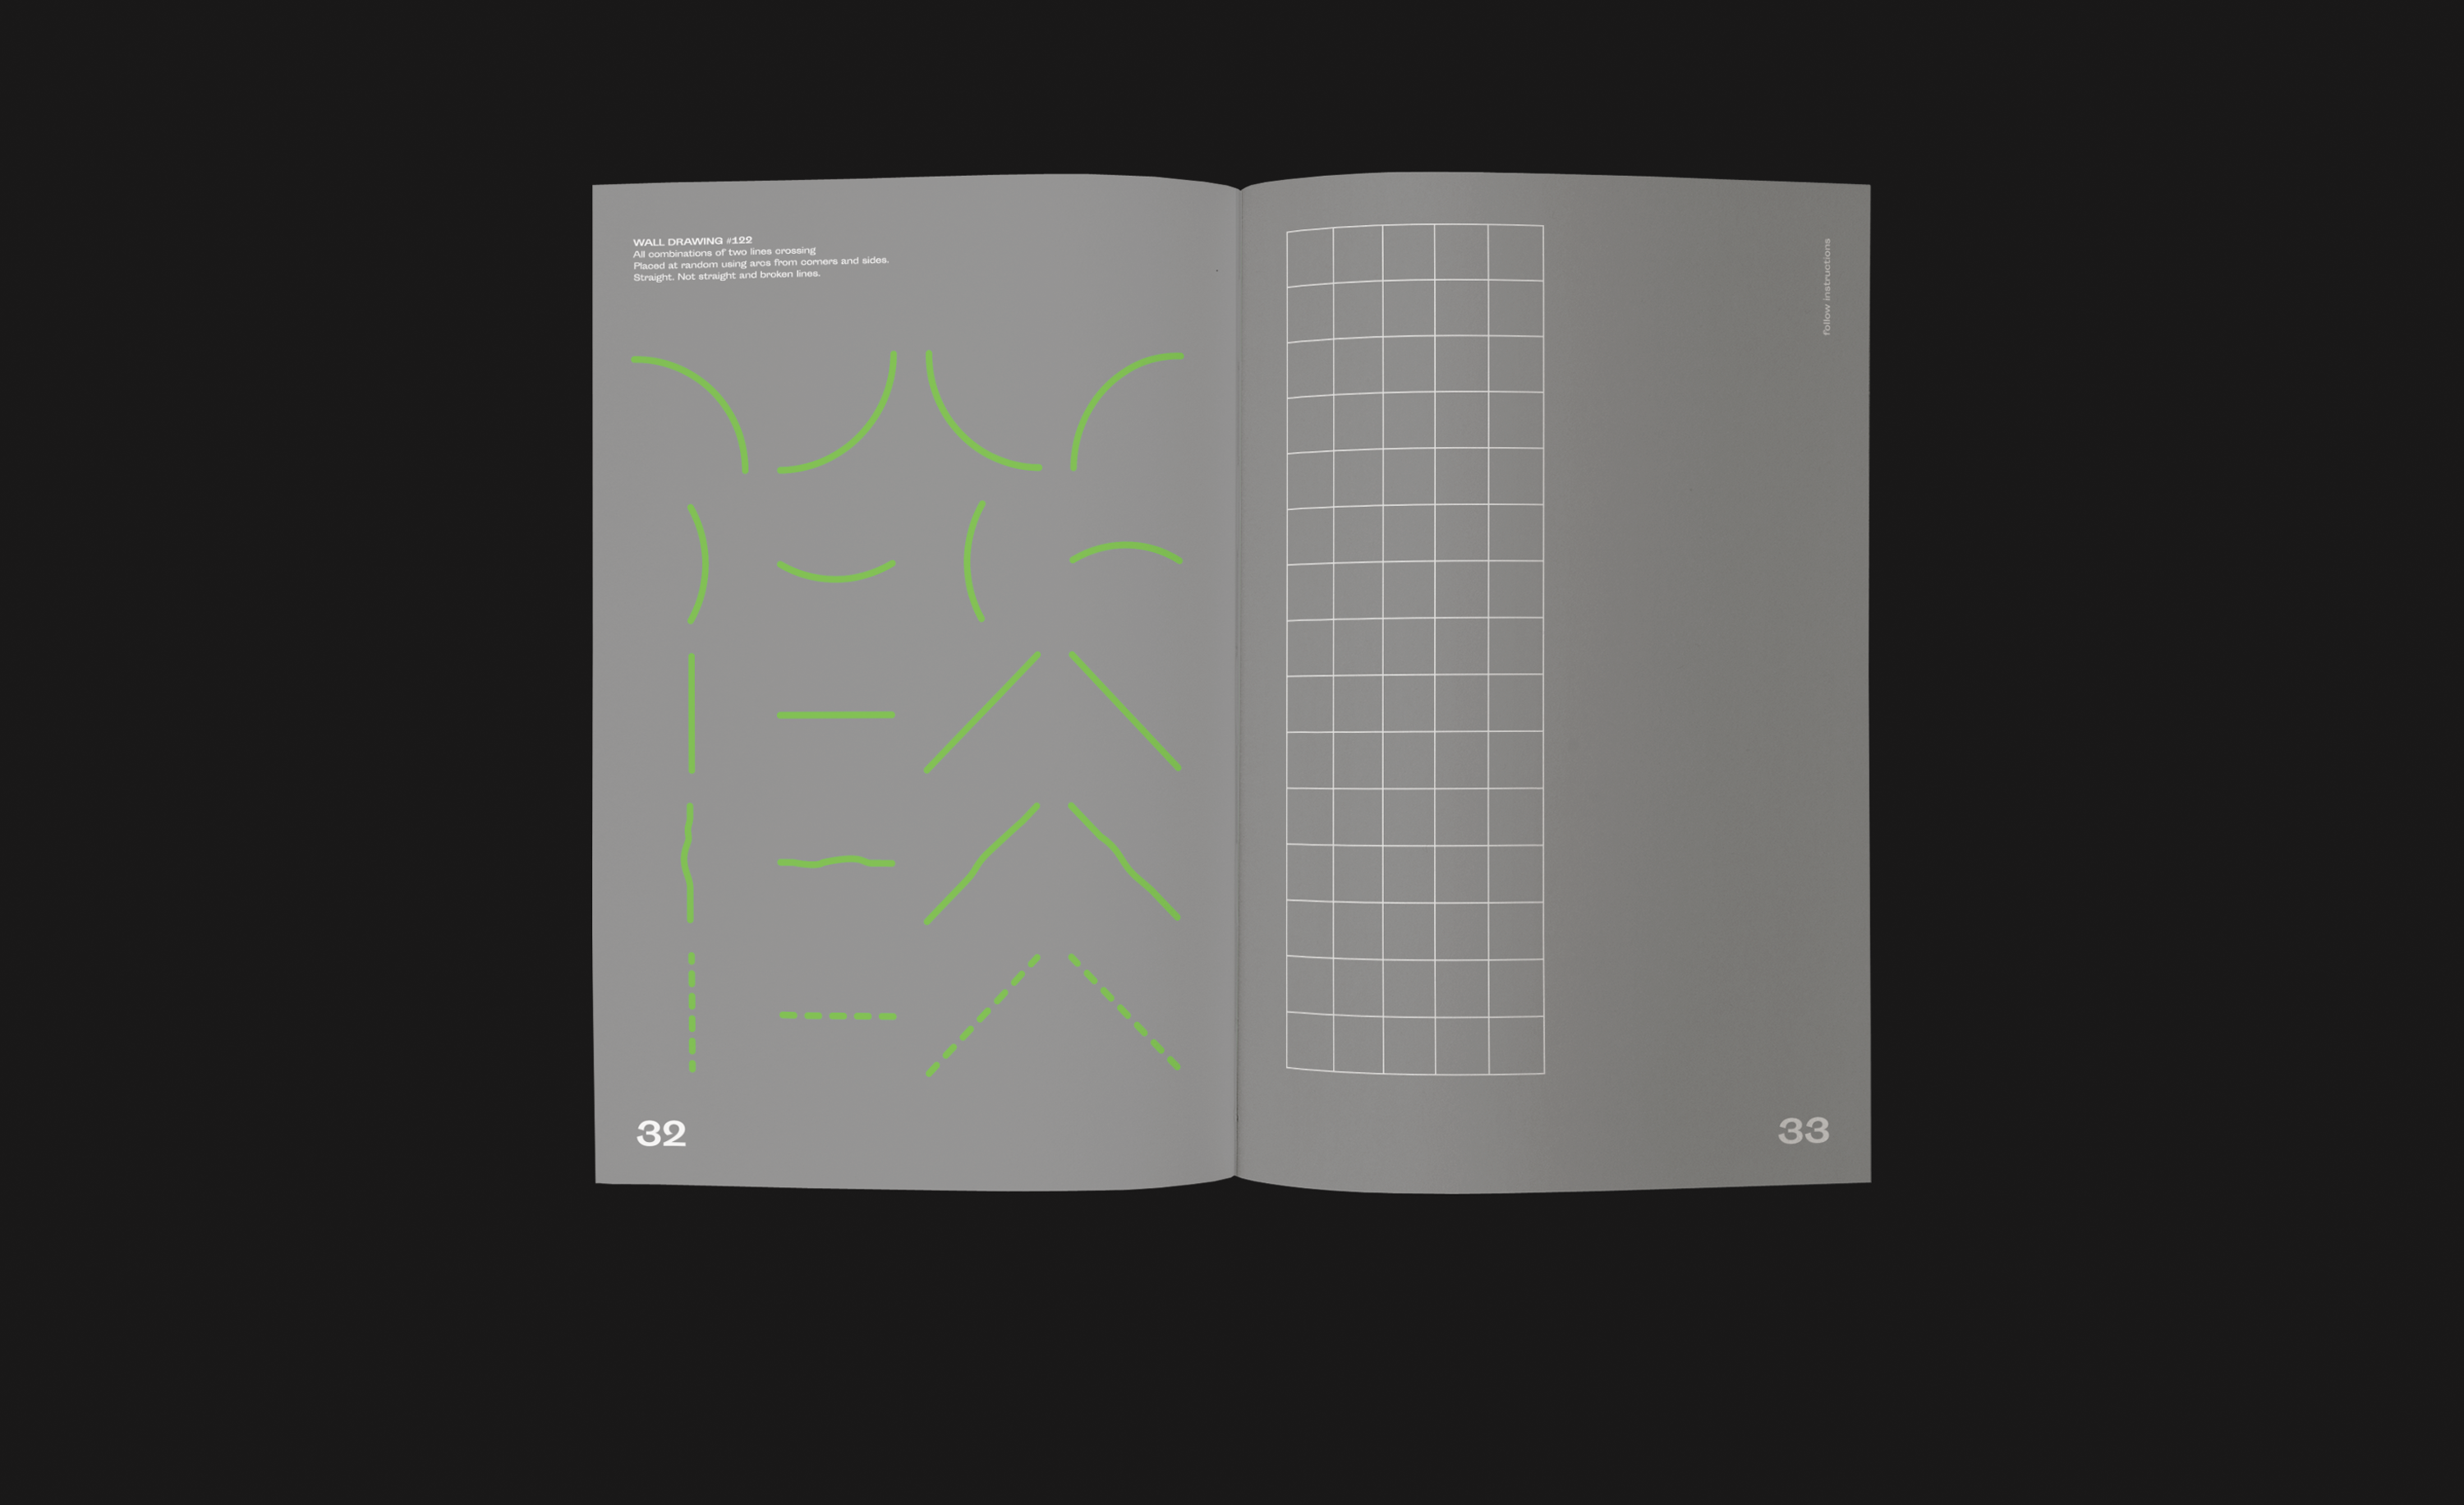 WALL DRAWING #122
All combinations of two lines crossing
Placed at random using arcs from corners and sides.
Straight. Not straight and broken lines.
32
follow instructions
33